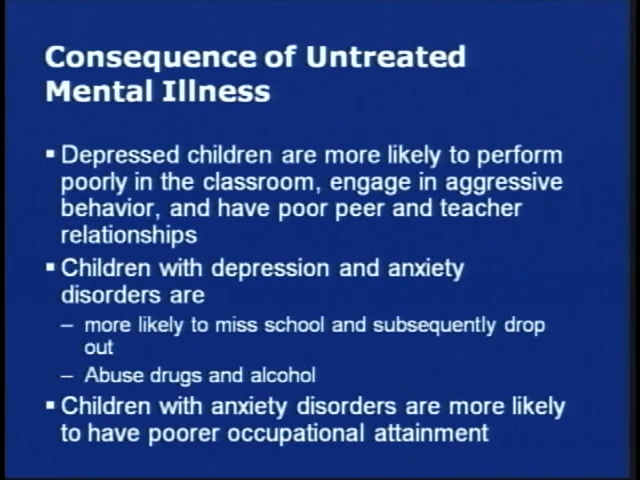 Consequence of Untreated
Mental Illness
▪ Depressed children are more likely to perform
poorly in the classroom, engage in aggressive
behavior, and have poor peer and teacher
relationships
▪ Children with depression and anxiety
disorders are
– more likely to miss school and subsequently drop
out
– Abuse drugs and alcohol
▪ Children with anxiety disorders are more likely
to have poorer occupational attainment